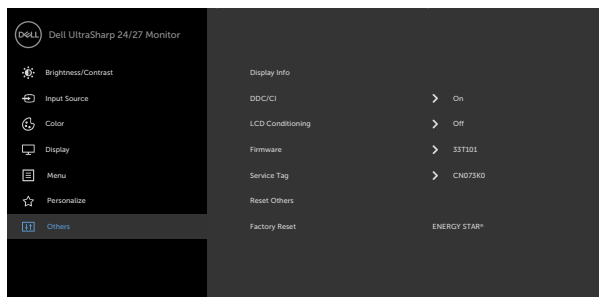 DELL Dell UltraSharp 24/27 Monitor
Brightness/Contrast Display Info
Input Source DDC/CI On
Color LCD Conditioning Off
Display Firmware 33T101
Menu Service Tag CN073K0
Personalize Reset Others
Others Factory Reset ENERGY STAR®